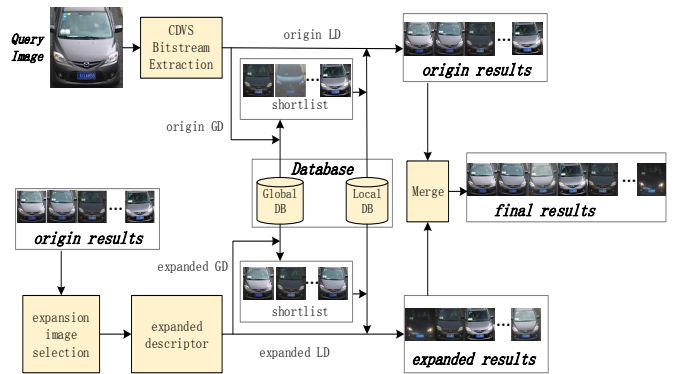 Query
Image
CDVS
Bitstream
Extraction
origin LD
origin results
shortlist
origin GD
Database
Global
DB
Local
DB
Merge
final results
origin results
expanded GD
shortlist
expansion
image
selection
expanded
descriptor
expanded LD
expanded results